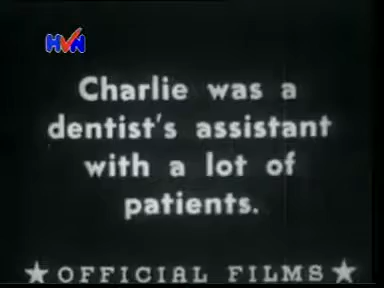 HVN
Charlie was a
dentist's assistant
with a lot of
patients.
★ OFFICIAL FILMS ★